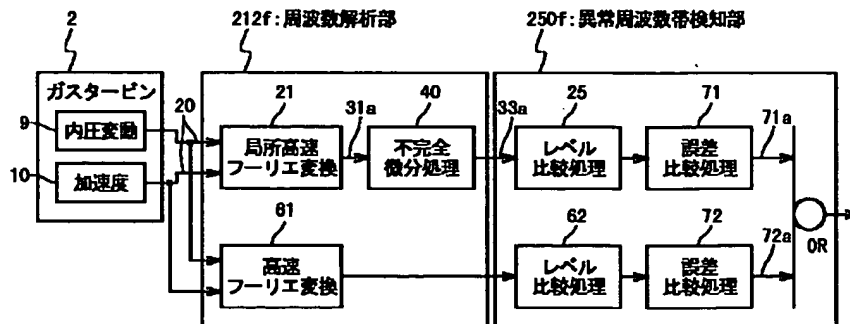 2
212f:周波数解析部
250f:異常周波数帯検知部
ガスタービン
20
21
31a
40
33a
25
71
71a
9
内圧変動
局所高速
フーリエ変換
不完全
微分処理
レベル
比較処理
誤差
比較処理
10
加速度
61
62
72
72a
OR
高速
フーリエ変換
レベル
比較処理
誤差
比較処理